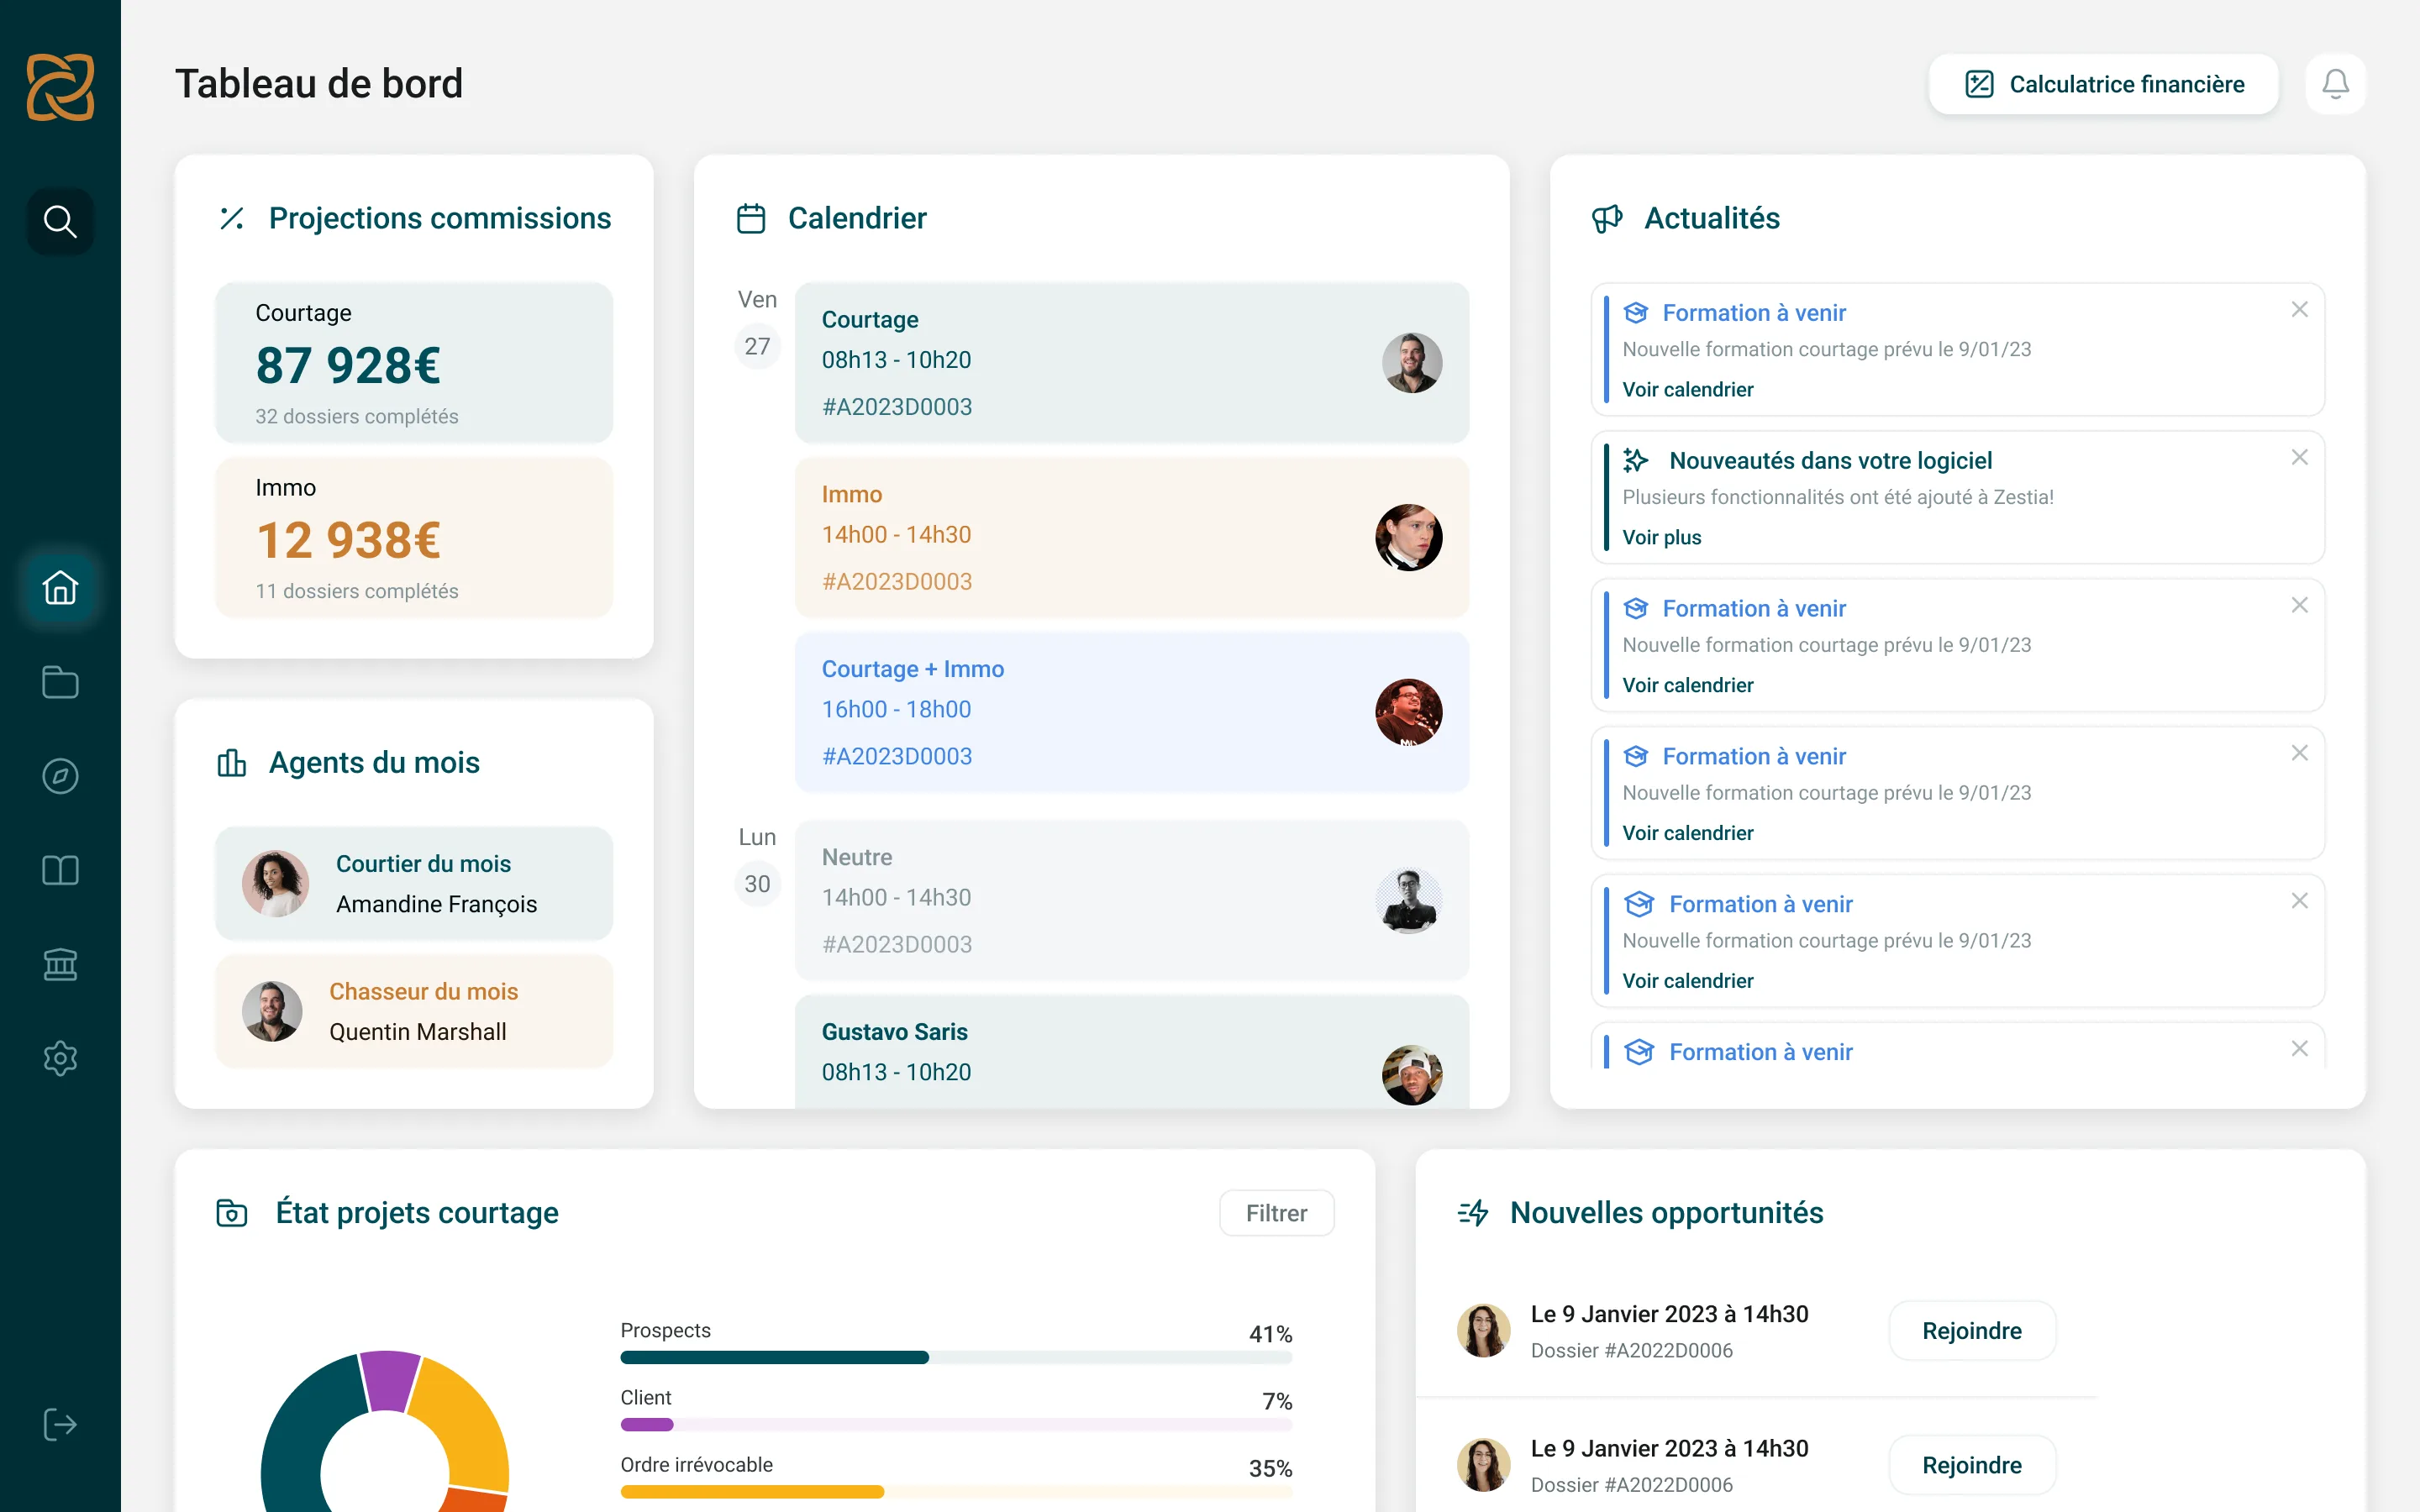 Tableau de bord
Calculatrice financière
Projections commissions
Courtage
87 928€
32 dossiers complétés
Immo
12 938€
11 dossiers complétés
Agents du mois
Courtier du mois
Amandine François
Chasseur du mois
Quentin Marshall
Calendrier
Ven
27
Courtage
08h13 - 10h20
#A2023D0003
Immo
14h00 - 14h30
#A2023D0003
Courtage + Immo
16h00 - 18h00
#A2023D0003
Lun
30
Neutre
14h00 - 14h30
#A2023D0003
Gustavo Saris
08h13 - 10h20
Actualités
Formation à venir
Nouvelle formation courtage prévu le 9/01/23
Voir calendrier
Nouveautés dans votre logiciel
Plusieurs fonctionnalités ont été ajouté à Zestia!
Voir plus
Formation à venir
Nouvelle formation courtage prévu le 9/01/23
Voir calendrier
Formation à venir
Nouvelle formation courtage prévu le 9/01/23
Voir calendrier
Formation à venir
Nouvelle formation courtage prévu le 9/01/23
Voir calendrier
Formation à venir
État projets courtage
Filtrer
Prospects
41%
Client
7%
Ordre irrévocable
35%
Nouvelles opportunités
Le 9 Janvier 2023 à 14h30
Dossier #A2022D0006
Rejoindre
Le 9 Janvier 2023 à 14h30
Dossier #A2022D0006
Rejoindre